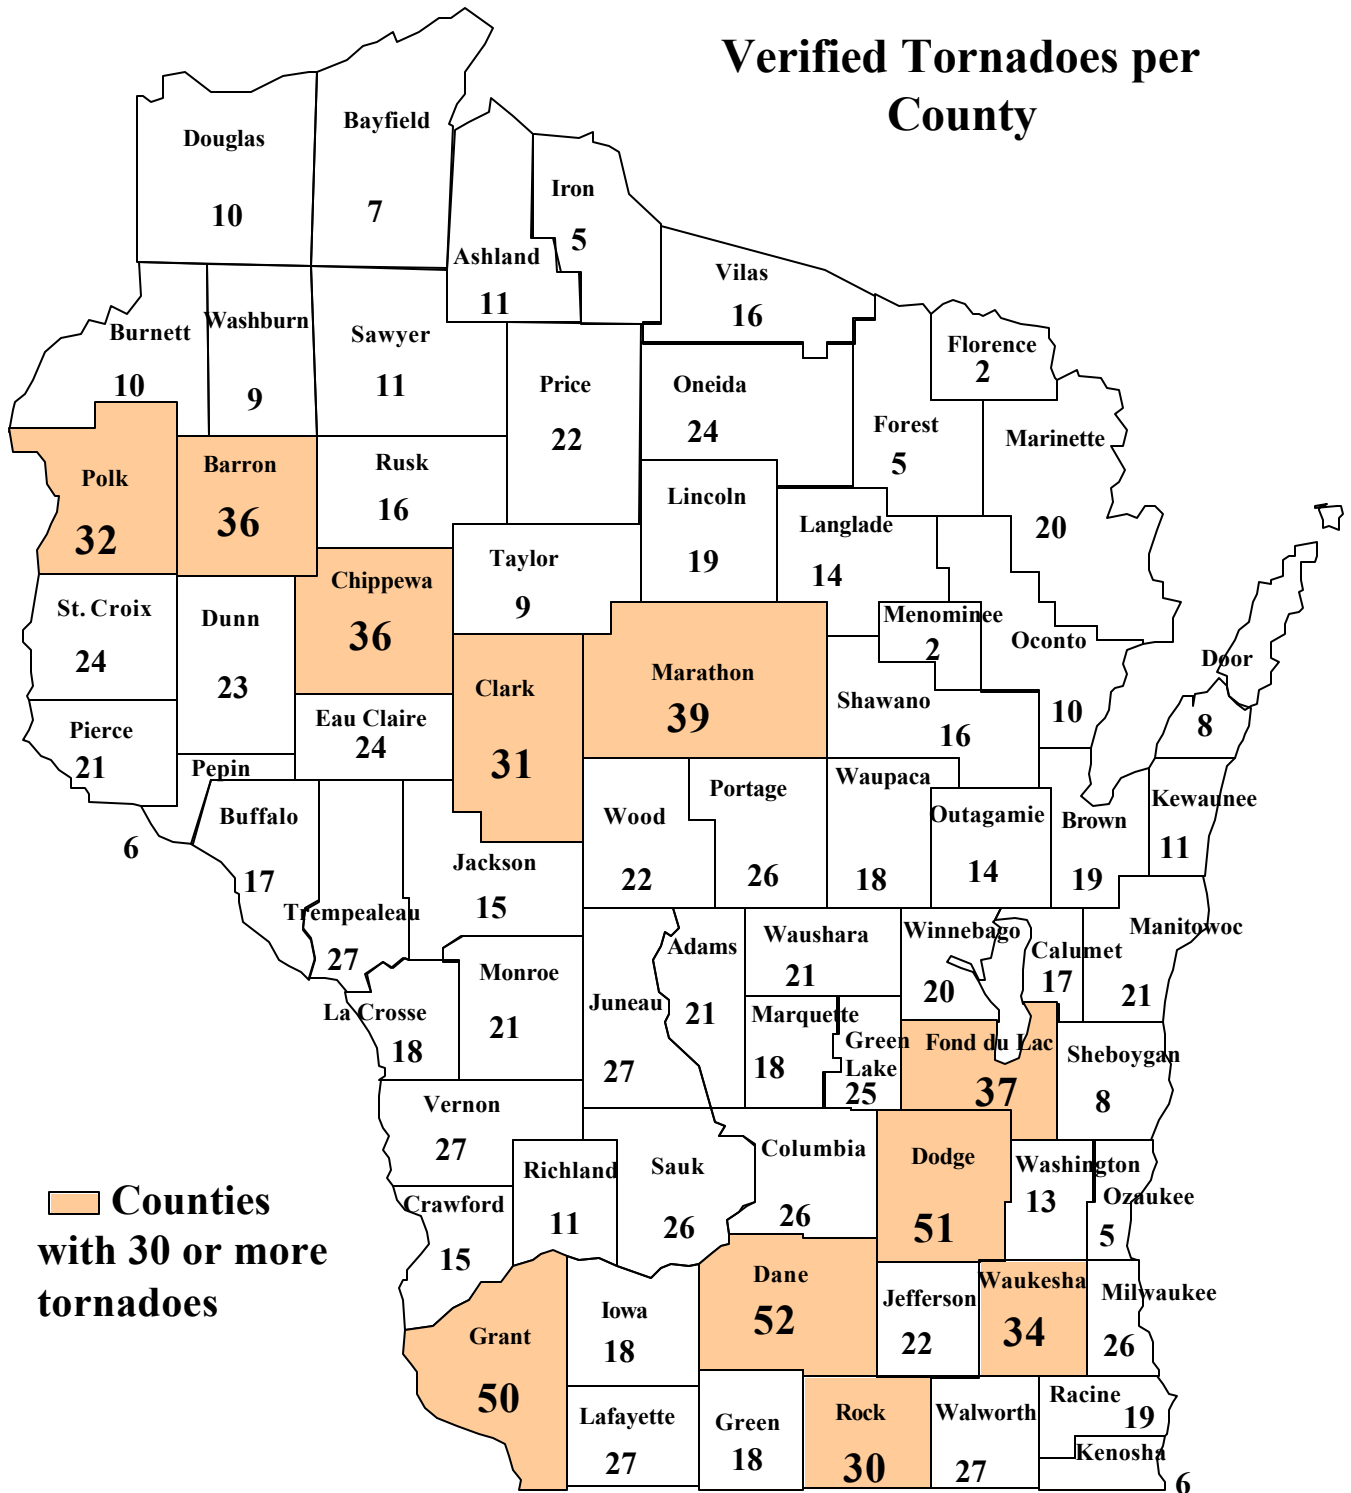 Verified Tornadoes per
County
Douglas
10
Bayfield
7
Iron
5
Ashland
11
Vilas
16
Burnett
10
Washburn
9
Sawyer
11
Price
22
Oneida
24
Florence
2
Forest
5
Marinette
20
Polk
32
Barron
36
Rusk
16
Lincoln
19
Langlade
14
Taylor
9
Chippewa
36
St. Croix
24
Dunn
23
Menominee
2
Oconto
10
Door
8
Clark
31
Marathon
39
Shawano
16
Pierce
21
Eau Claire
24
Pepin
6
Buffalo
17
Trempealeau
27
Jackson
15
Wood
22
Portage
26
Waupaca
18
Outagamie
14
Brown
19
Kewaunee
11
Adams
21
Waushara
21
Winnebago
20
Calumet
17
Manitowoc
21
La Crosse
18
Monroe
21
Juneau
27
Marquette
18
Green
Lake
25
Fond du Lac
37
Sheboygan
8
Vernon
27
Richland
11
Sauk
26
Columbia
26
Dodge
51
Washington
13
Ozaukee
5
Crawford
15
Counties
with 30 or more
tornadoes
Grant
50
Iowa
18
Dane
52
Jefferson
22
Waukesha
34
Milwaukee
26
Lafayette
27
Green
18
Rock
30
Walworth
27
Racine
19
Kenosha
6